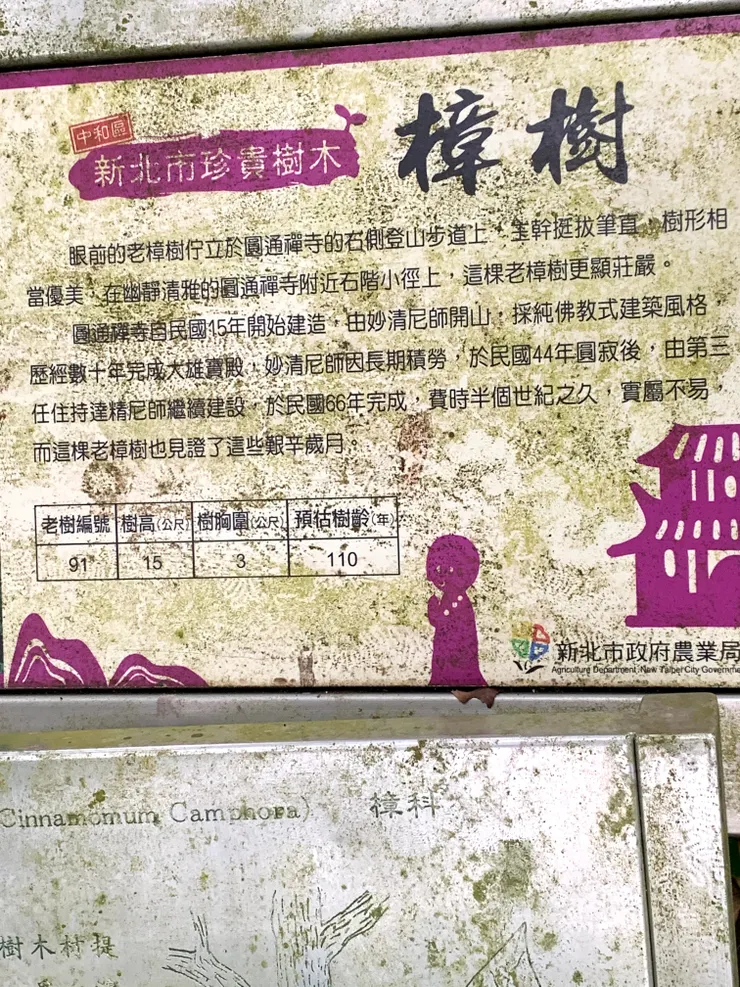 中和區
新北市珍貴樹木
樟樹
眼前的老樟樹佇立於圓通禪寺的右側登山步道上，主幹挺拔筆直，樹形相
當優美，在幽靜清雅的圓通禪寺附近石階小徑上，這棵老樟樹更顯莊嚴。
圓通禪寺自民國15年開始建造，由妙清尼師開山，採純佛教式建築風格，
歷經數十年完成大雄寶殿，妙清尼師因長期積勞，於民國44年圓寂後，由第三
任住持達精尼師繼續建設，於民國66年完成，費時半個世紀之久，實屬不易，
而這棵老樟樹也見證了這些艱辛歲月。
老樹編號 樹高(公尺) 樹胸圍(公尺) 預估樹齡(年)
91 15 3 110
新北市政府農業局
Agriculture Department, New Taipei City Governme
Cinnamomum Camphora) 樟科
樹木材提